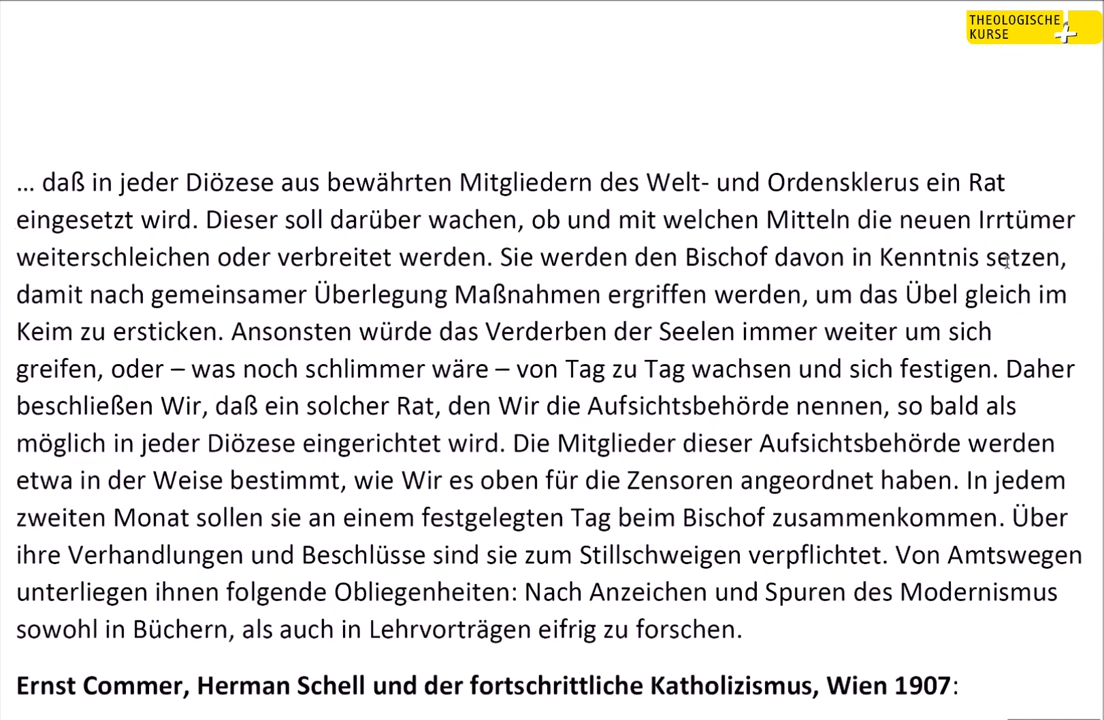 THEOLOGISCHE
KURSE
... daß in jeder Diözese aus bewährten Mitgliedern des Welt- und Ordensklerus ein Rat
eingesetzt wird. Dieser soll darüber wachen, ob und mit welchen Mitteln die neuen Irrtümer
weiterschleichen oder verbreitet werden. Sie werden den Bischof davon in Kenntnis setzen,
damit nach gemeinsamer Überlegung Maßnahmen ergriffen werden, um das Übel gleich im
Keim zu ersticken. Ansonsten würde das Verderben der Seelen immer weiter um sich
greifen, oder – was noch schlimmer wäre – von Tag zu Tag wachsen und sich festigen. Daher
beschließen Wir, daß ein solcher Rat, den Wir die Aufsichtsbehörde nennen, so bald als
möglich in jeder Diözese eingerichtet wird. Die Mitglieder dieser Aufsichtsbehörde werden
etwa in der Weise bestimmt, wie Wir es oben für die Zensoren angeordnet haben. In jedem
zweiten Monat sollen sie an einem festgelegten Tag beim Bischof zusammenkommen. Über
ihre Verhandlungen und Beschlüsse sind sie zum Stillschweigen verpflichtet. Von Amtswegen
unterliegen ihnen folgende Obliegenheiten: Nach Anzeichen und Spuren des Modernismus
sowohl in Büchern, als auch in Lehrvorträgen eifrig zu forschen.
Ernst Commer, Herman Schell und der fortschrittliche Katholizismus, Wien 1907: